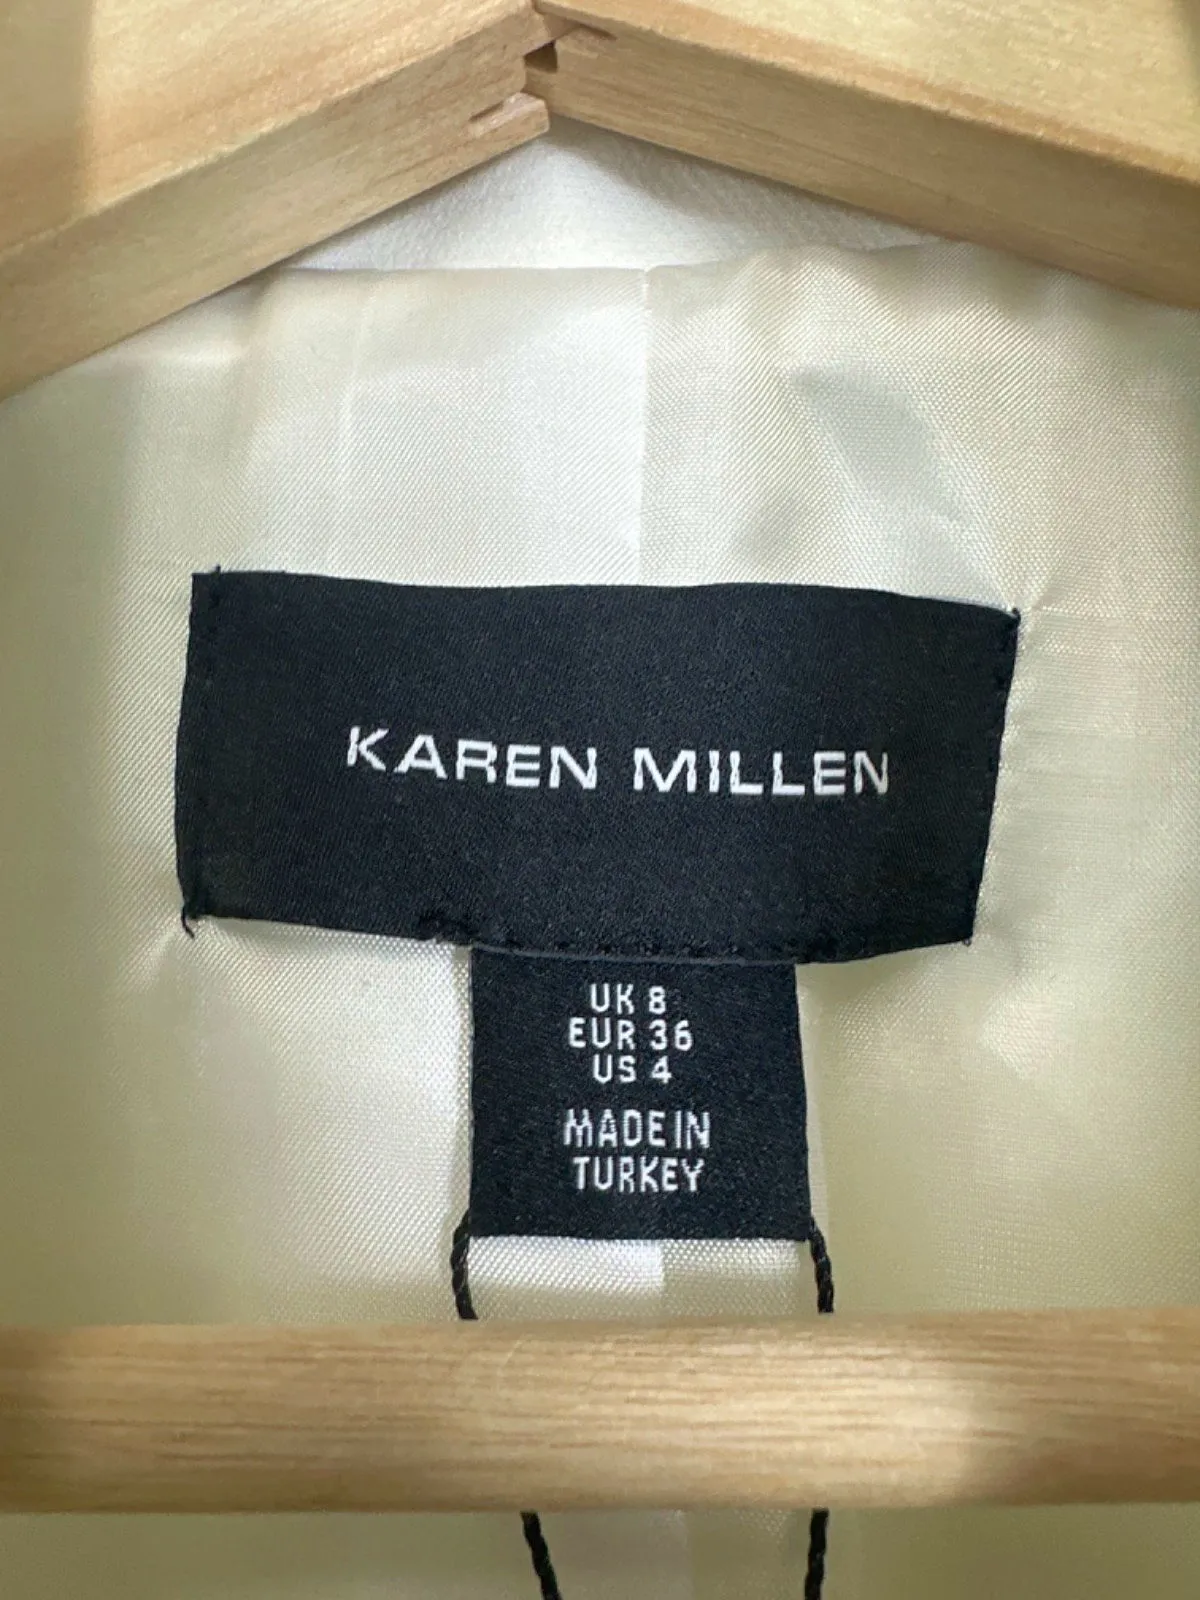 KAREN MILLEN
UK 8
EUR 36
US 4
MADE IN
TURKEY